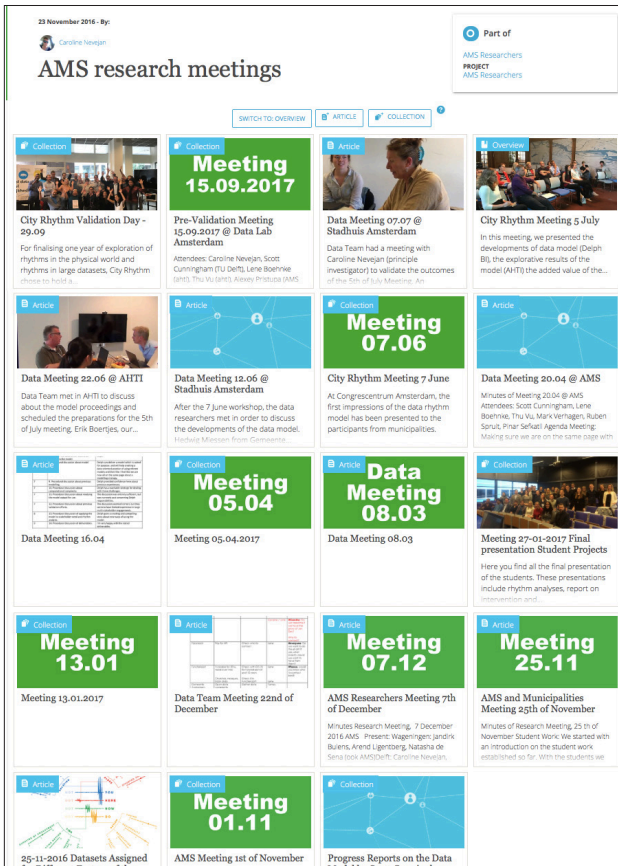 23 November 2016 - By:
Caroline Nevejan
AMS research meetings
Part of
AMS Researchers
PROJECT
AMS Researchers
SWITCH TO: OVERVIEW
ARTICLE
COLLECTION
?
Collection
City Rhythm Validation Day -
29.09
For finalising one year of exploration of
rhythms in the physical world and
rhythms in large datasets, City Rhythm
chose to hold a...
Collection
Meeting
15.09.2017
Pre-Validation Meeting
15.09.2017 @ Data Lab
Amsterdam
Attendees: Caroline Nevejan, Scott
Cunningham (TU Delft), Lene Boehnke
(ahti), Thu Vu (ahti), Alexey Pristupa (AMS
Article
Data Meeting 07.07 @
Stadhuis Amsterdam
Data Team had a meeting with
Caroline Nevejan (principle
investigator) to validate the outcomes
of the 5th of July Meeting. An
Overview
City Rhythm Meeting 5 July
In this meeting, we presented the
developments of data model (Delph
BI), the explorative results of the
model (AHTI) the added value of the...
Article
Data Meeting 22.06 @ AHTI
Data Team met in AHTI to discuss
about the model proceedings and
scheduled the preparations for the 5th
of July meeting. Erik Boertjes, our...
Article
Data Meeting 12.06 @
Stadhuis Amsterdam
After the 7 June workshop, the data
researchers met in order to discuss
the developments of the data model.
Hedwig Miessen from Gemeente...
Collection
Meeting
07.06
City Rhythm Meeting 7 June
At Congrescentrum Amsterdam, the
first impressions of the data rhythm
model has been presented to the
participants from municipalities.
Article
Data Meeting 20.04 @ AMS
Minutes of Meeting 20.04 @ AMS
Attendees: Scott Cunningham, Lene
Boehnke, Thu Vu, Mark Verhagen, Ruben
Spruit, Pinar Sefkatli Agenda Meeting:
Making sure we are on the same page with
Article
Data Meeting 16.04
Collection
Meeting
05.04
Meeting 05.04.2017
Article
Data
Meeting
08.03
Data Meeting 08.03
Collection
Meeting 27-01-2017 Final
presentation Student Projects
Here you find all the final presentation
of the students. These presentations
include rhythm analyses, report on
intervention and...
Collection
Meeting
13.01
Meeting 13.01.2017
Article
Data Team Meeting 22nd of
December
Article
Meeting
07.12
AMS Researchers Meeting 7th
of December
Minutes Research Meeting, 7 December
2016 AMS Present: Wageningen: Jandirk
Bulens, Arend Ligtenberg, Natasha de
Sena (ook AMS)Delft: Caroline Nevejan,
Article
Meeting
25.11
AMS and Municipalities
Meeting 25th of November
Minutes of Research Meeting, 25 th of
November Student Work: We started with
an introduction on the student work
established so far. With the students we
Article
25-11-2016 Datasets Assigned
Collection
Meeting
01.11
AMS Meeting 1st of November
Collection
Progress Reports on the Data